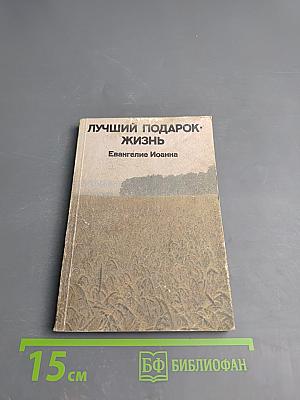 ЛУЧШИЙ ПОДАРОК-
ЖИЗНЬ
Евангелие Иоанна
15 см
БФ БИБЛИОФАН